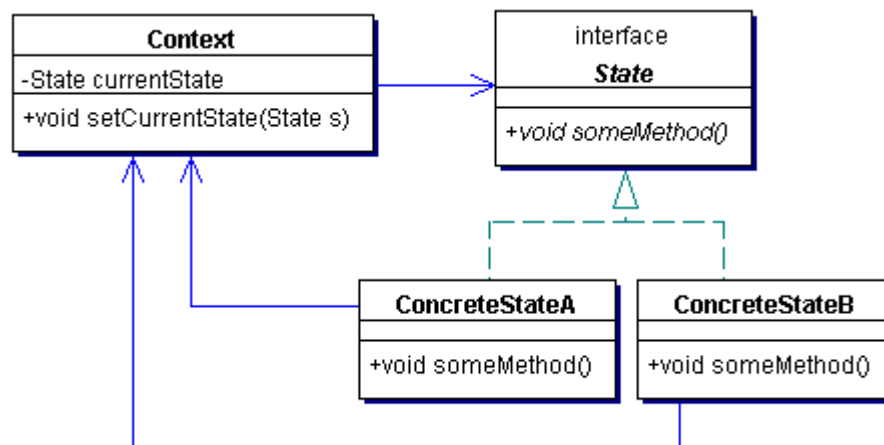 Context
-State currentState
+void setCurrentState(State s)
interface
State
+void someMethod()
ConcreteStateA
+void someMethod()
ConcreteStateB
+void someMethod()